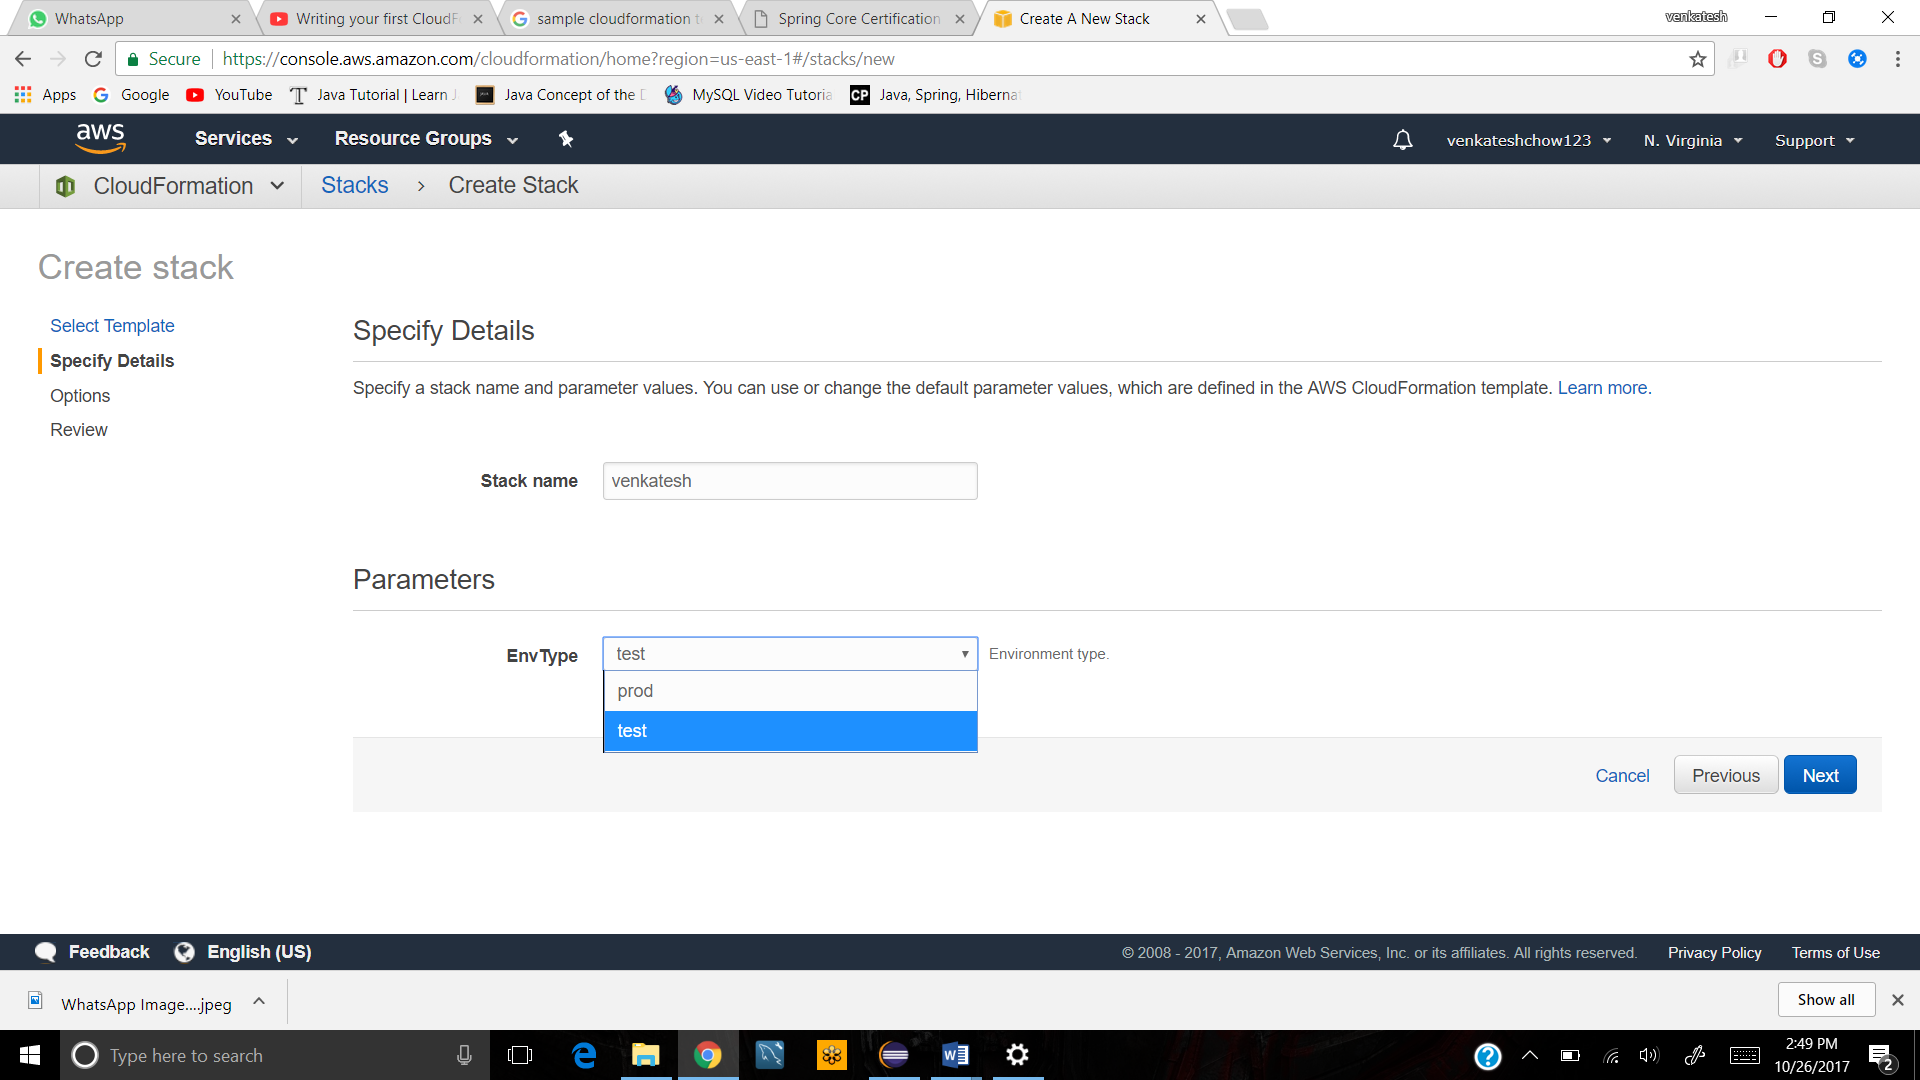 WhatsApp
Writing your first CloudF
sample cloudformation t
Spring Core Certification
Create A New Stack
venkatesh
Secure
https://console.aws.amazon.com/cloudformation/home?region=us-east-1#/stacks/new
Apps
Google
YouTube
Java Tutorial | Learn J
Java Concept of the D
MySQL Video Tutoria
CP
Java, Spring, Hibernat
aws
Services
Resource Groups
venkateshchow123
N. Virginia
Support
CloudFormation
Stacks
Create Stack
Create stack
Select Template
Specify Details
Options
Review
Specify Details
Specify a stack name and parameter values. You can use or change the default parameter values, which are defined in the AWS CloudFormation template. Learn more.
Stack name
venkatesh
Parameters
EnvType
test
Environment type.
prod
test
Cancel
Previous
Next
Feedback
English (US)
© 2008 - 2017, Amazon Web Services, Inc. or its affiliates. All rights reserved.
Privacy Policy
Terms of Use
WhatsApp Image....jpeg
Show all
Type here to search
2:49 PM
10/26/2017
2